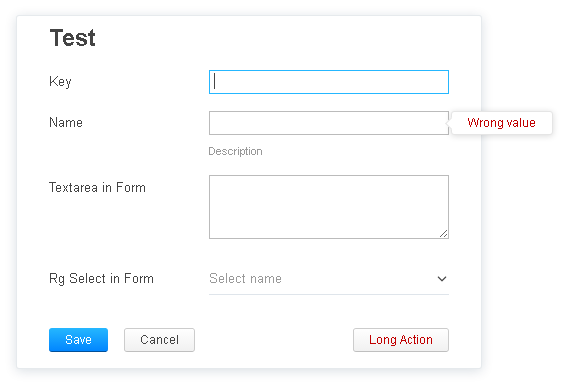 Test
Key
Name
Wrong value
Description
Textarea in Form
Rg Select in Form
Select name
Save
Cancel
Long Action